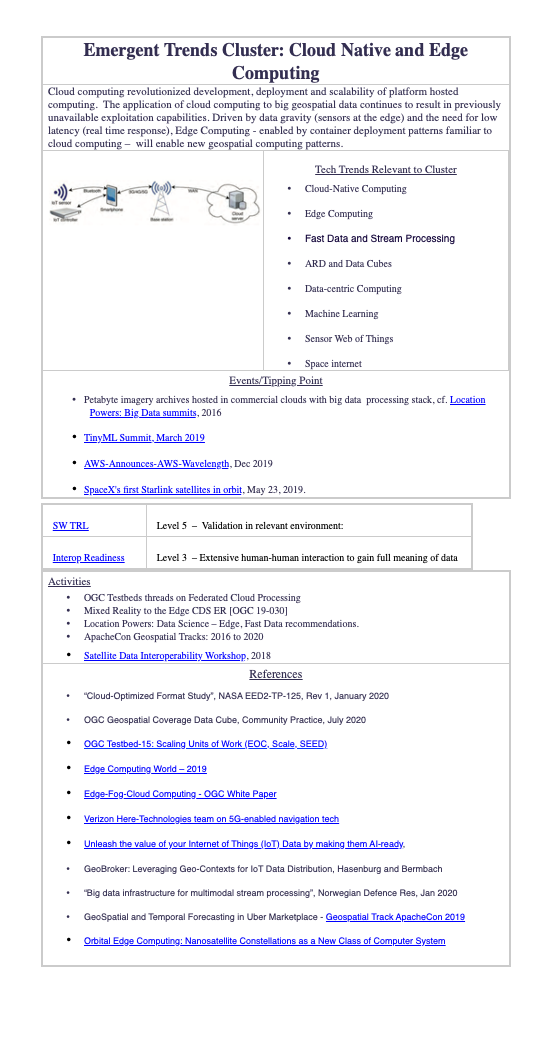 Emergent Trends Cluster: Cloud Native and Edge
Computing
Cloud computing revolutionized development, deployment and scalability of platform hosted
computing.  The application of cloud computing to big geospatial data continues to result in previously
unavailable exploitation capabilities. Driven by data gravity (sensors at the edge) and the need for low
latency (real time response), Edge Computing - enabled by container deployment patterns familiar to
cloud computing –  will enable new geospatial computing patterns.
IoT sensor
IoT controller
Bluetooth
Smartphone
5G/4G/3G
Base station
WAN
Cloud
server
Tech Trends Relevant to Cluster
• Cloud-Native Computing
• Edge Computing
• Fast Data and Stream Processing
• ARD and Data Cubes
• Data-centric Computing
• Machine Learning
• Sensor Web of Things
• Space internet
Events/Tipping Point
• Petabyte imagery archives hosted in commercial clouds with big data  processing stack, cf. Location
Powers: Big Data summits, 2016
• TinyML Summit, March 2019
• AWS-Announces-AWS-Wavelength, Dec 2019
• SpaceX's first Starlink satellites in orbit, May 23, 2019.
SW TRL
Level 5  –  Validation in relevant environment:
Interop Readiness
Level 3  – Extensive human-human interaction to gain full meaning of data
Activities
• OGC Testbeds threads on Federated Cloud Processing
• Mixed Reality to the Edge CDS ER [OGC 19-030]
• Location Powers: Data Science – Edge, Fast Data recommendations.
• ApacheCon Geospatial Tracks: 2016 to 2020
• Satellite Data Interoperability Workshop, 2018
References
• “Cloud-Optimized Format Study”, NASA EED2-TP-125, Rev 1, January 2020
• OGC Geospatial Coverage Data Cube, Community Practice, July 2020
• OGC Testbed-15: Scaling Units of Work (EOC, Scale, SEED)
• Edge Computing World – 2019
• Edge-Fog-Cloud Computing - OGC White Paper
• Verizon Here-Technologies team on 5G-enabled navigation tech
• Unleash the value of your Internet of Things (IoT) Data by making them AI-ready,
• GeoBroker: Leveraging Geo-Contexts for IoT Data Distribution, Hasenburg and Bermbach
• “Big data infrastructure for multimodal stream processing”, Norwegian Defence Res, Jan 2020
• GeoSpatial and Temporal Forecasting in Uber Marketplace - Geospatial Track ApacheCon 2019
• Orbital Edge Computing: Nanosatellite Constellations as a New Class of Computer System